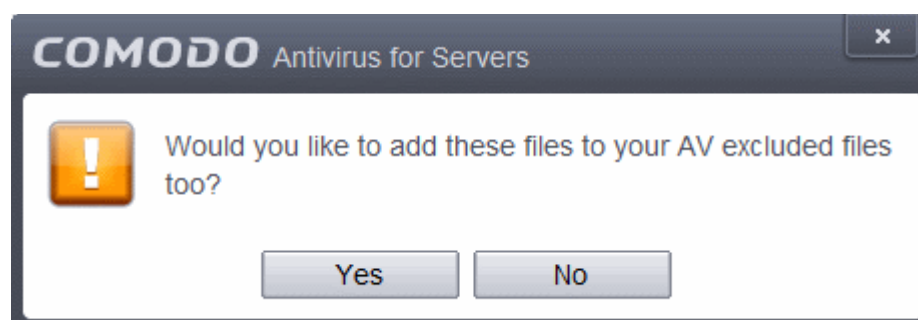 COMODO Antivirus for Servers
Would you like to add these files to your AV excluded files
too?
Yes No